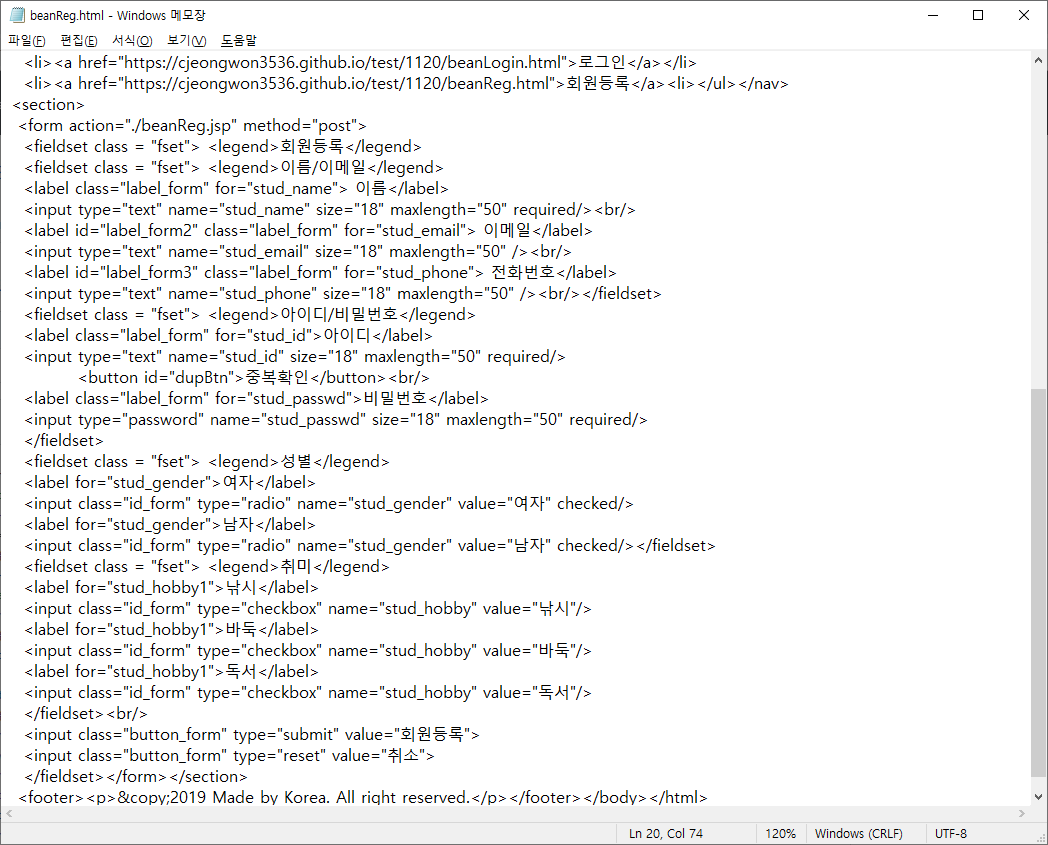 beanReg.html - Windows 메모장
파일(F) 편집(E) 서식(O) 보기(V) 도움말
<li><a href="https://cjeongwon3536.github.io/test/1120/beanLogin.html">로그인</a></li>
<li><a href="https://cjeongwon3536.github.io/test/1120/beanReg.html">회원등록</a><li></ul></nav>
<section>
<form action="./beanReg.jsp" method="post">
<fieldset class = "fset"> <legend>회원등록</legend>
<fieldset class = "fset"> <legend>이름/이메일</legend>
<label class="label_form" for="stud_name"> 이름</label>
<input type="text" name="stud_name" size="18" maxlength="50" required/><br/>
<label id="label_form2" class="label_form" for="stud_email"> 이메일</label>
<input type="text" name="stud_email" size="18" maxlength="50" /><br/>
<label id="label_form3" class="label_form" for="stud_phone"> 전화번호</label>
<input type="text" name="stud_phone" size="18" maxlength="50" /><br/></fieldset>
<fieldset class = "fset"> <legend>아이디/비밀번호</legend>
<label class="label_form" for="stud_id">아이디</label>
<input type="text" name="stud_id" size="18" maxlength="50" required/>
<button id="dupBtn">중복확인</button><br/>
<label class="label_form" for="stud_passwd">비밀번호</label>
<input type="password" name="stud_passwd" size="18" maxlength="50" required/>
</fieldset>
<fieldset class = "fset"> <legend>성별</legend>
<label for="stud_gender">여자</label>
<input class="id_form" type="radio" name="stud_gender" value="여자" checked/>
<label for="stud_gender">남자</label>
<input class="id_form" type="radio" name="stud_gender" value="남자" checked/></fieldset>
<fieldset class = "fset"> <legend>취미</legend>
<label for="stud_hobby1">낚시</label>
<input class="id_form" type="checkbox" name="stud_hobby" value="낚시"/>
<label for="stud_hobby1">바둑</label>
<input class="id_form" type="checkbox" name="stud_hobby" value="바둑"/>
<label for="stud_hobby1">독서</label>
<input class="id_form" type="checkbox" name="stud_hobby" value="독서"/>
</fieldset><br/>
<input class="button_form" type="submit" value="회원등록">
<input class="button_form" type="reset" value="취소">
</fieldset></form></section>
<footer><p>&copy;2019 Made by Korea. All right reserved.</p></footer></body></html>
Ln 20, Col 74 120% Windows (CRLF) UTF-8